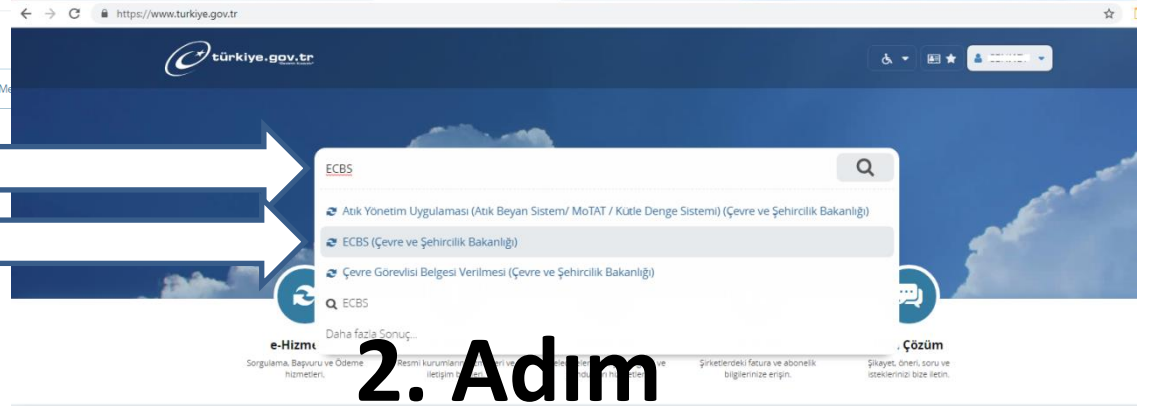 https://www.turkiye.gov.tr
türkiye.gov.tr
Me
ECBS
Atık Yönetim Uygulaması (Atık Beyan Sistem/ MoTAT / Kütle Denge Sistemi) (Çevre ve Şehircilik Bakanlığı)
ECBS (Çevre ve Şehircilik Bakanlığı)
Çevre Görevlisi Belgesi Verilmesi (Çevre ve Şehircilik Bakanlığı)
ECBS
Daha fazla Sonuç...
e-Hizme
Çözüm
Sorgulama, Başvuru ve Ödeme
hizmetleri.
Resmi kurumların
iletişim
Şirketlerdeki fatura ve abonelik
bilgilerinize erişin.
Şikayet, öneri, soru ve
isteklerinizi bize iletin.
2. Adım